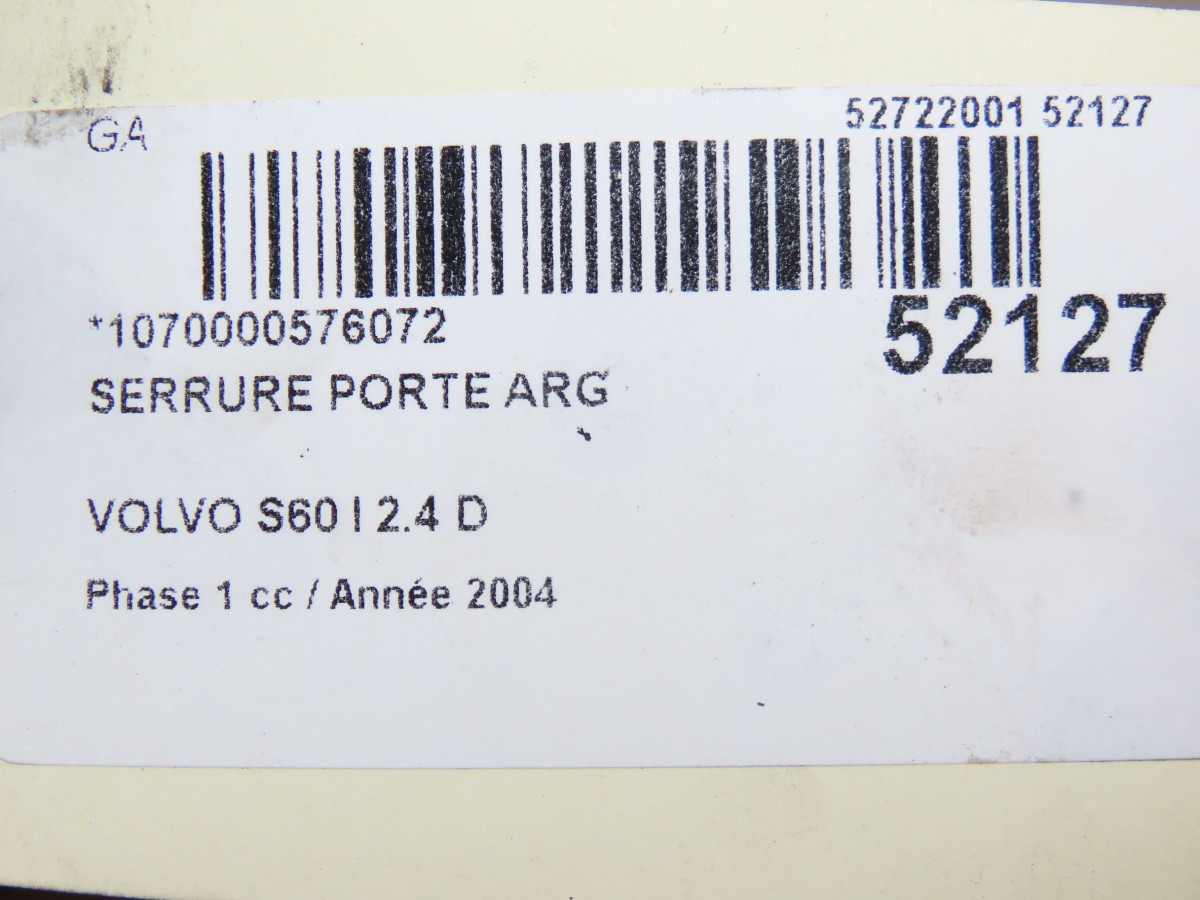 GA
52722001 52127
*1070000576072
52127
SERRURE PORTE ARG
VOLVO S60 I 2.4 D
Phase 1 cc / Année 2004